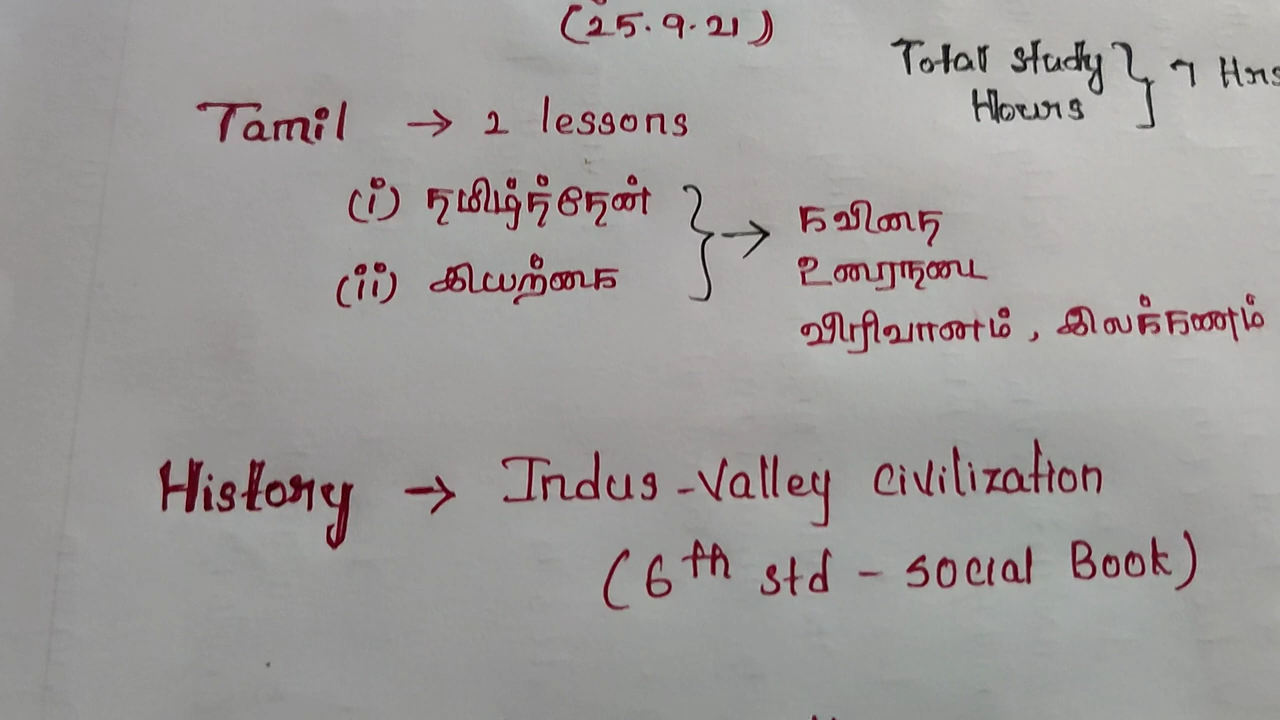 (25.9.21)
Total study Hours } 7 Hrs
Tamil → 2 lessons
(i) தமிழ்த்தேன்
(ii) இயற்கை
} → கவிதை
உரைநடை
விரிவானம் , இலக்கணம்
History → Indus-Valley civilization
(6th std - social Book)